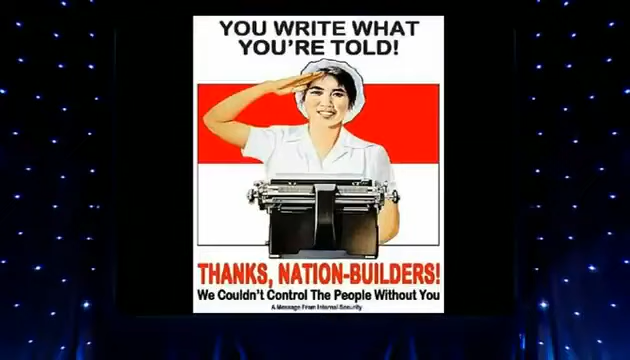 YOU WRITE WHAT
YOU'RE TOLD!
THANKS, NATION-BUILDERS!
We Couldn't Control The People Without You
A Message From Internal Security